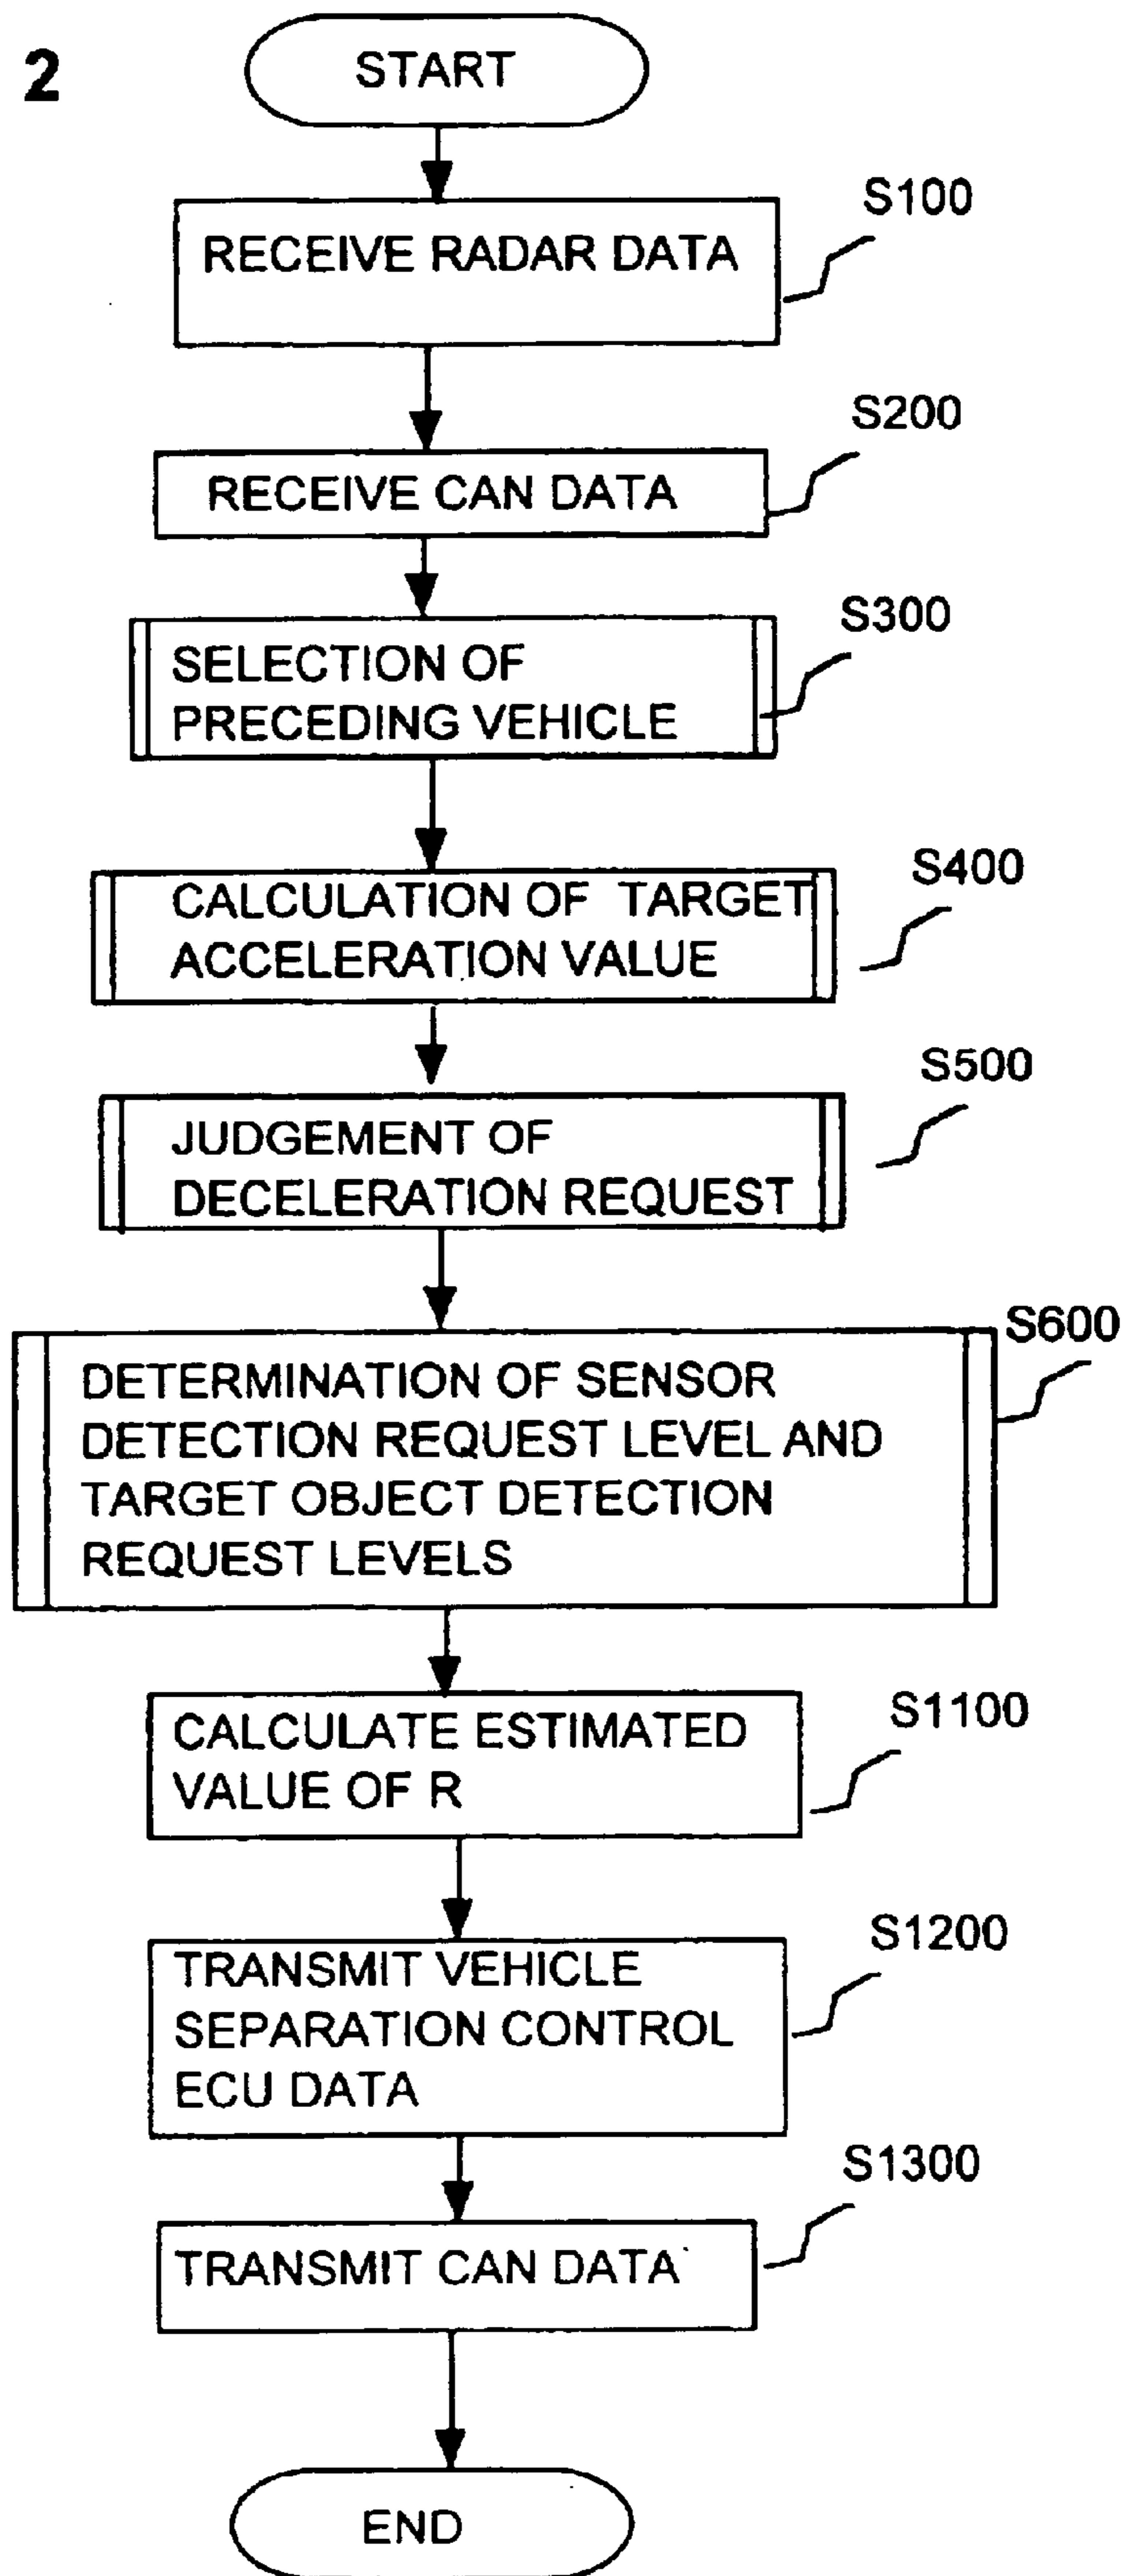 2
START
S100
RECEIVE RADAR DATA
S200
RECEIVE CAN DATA
S300
SELECTION OF
PRECEDING VEHICLE
S400
CALCULATION OF TARGET
ACCELERATION VALUE
S500
JUDGEMENT OF
DECELERATION REQUEST
S600
DETERMINATION OF SENSOR
DETECTION REQUEST LEVEL AND
TARGET OBJECT DETECTION
REQUEST LEVELS
S1100
CALCULATE ESTIMATED
VALUE OF R
S1200
TRANSMIT VEHICLE
SEPARATION CONTROL
ECU DATA
S1300
TRANSMIT CAN DATA
END